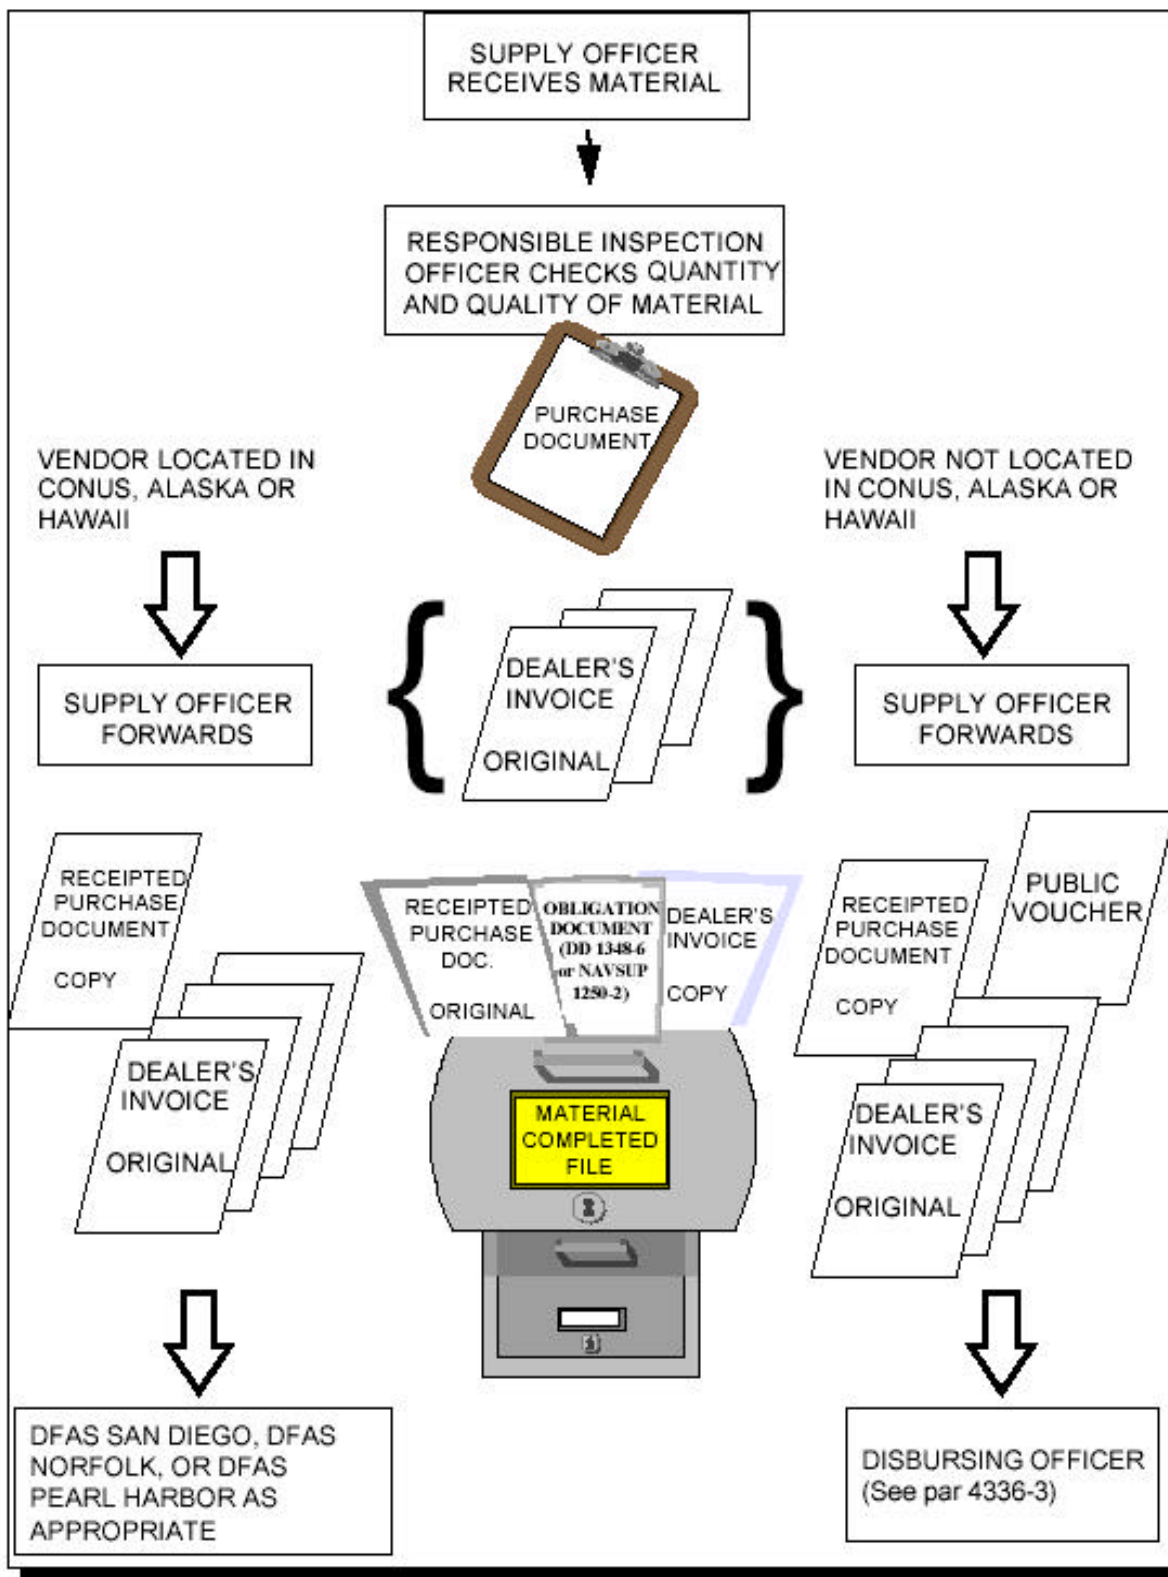 SUPPLY OFFICER
RECEIVES MATERIAL
RESPONSIBLE INSPECTION
OFFICER CHECKS QUANTITY
AND QUALITY OF MATERIAL
PURCHASE
DOCUMENT
VENDOR LOCATED IN
CONUS, ALASKA OR
HAWAII
VENDOR NOT LOCATED
IN CONUS, ALASKA OR
HAWAII
SUPPLY OFFICER
FORWARDS
DEALER'S
INVOICE
ORIGINAL
SUPPLY OFFICER
FORWARDS
RECEIPTED
PURCHASE
DOCUMENT
COPY
DEALER'S
INVOICE
ORIGINAL
RECEIPTED
PURCHASE
DOC.
ORIGINAL
OBLIGATION
DOCUMENT
(DD 1348-6
or NAVSUP
1250-2)
DEALER'S
INVOICE
COPY
MATERIAL
COMPLETED
FILE
2
1
RECEIPTED
PURCHASE
DOCUMENT
COPY
PUBLIC
VOUCHER
DEALER'S
INVOICE
ORIGINAL
DFAS SAN DIEGO, DFAS
NORFOLK, OR DFAS
PEARL HARBOR AS
APPROPRIATE
DISBURSING OFFICER
(See par 4336-3)